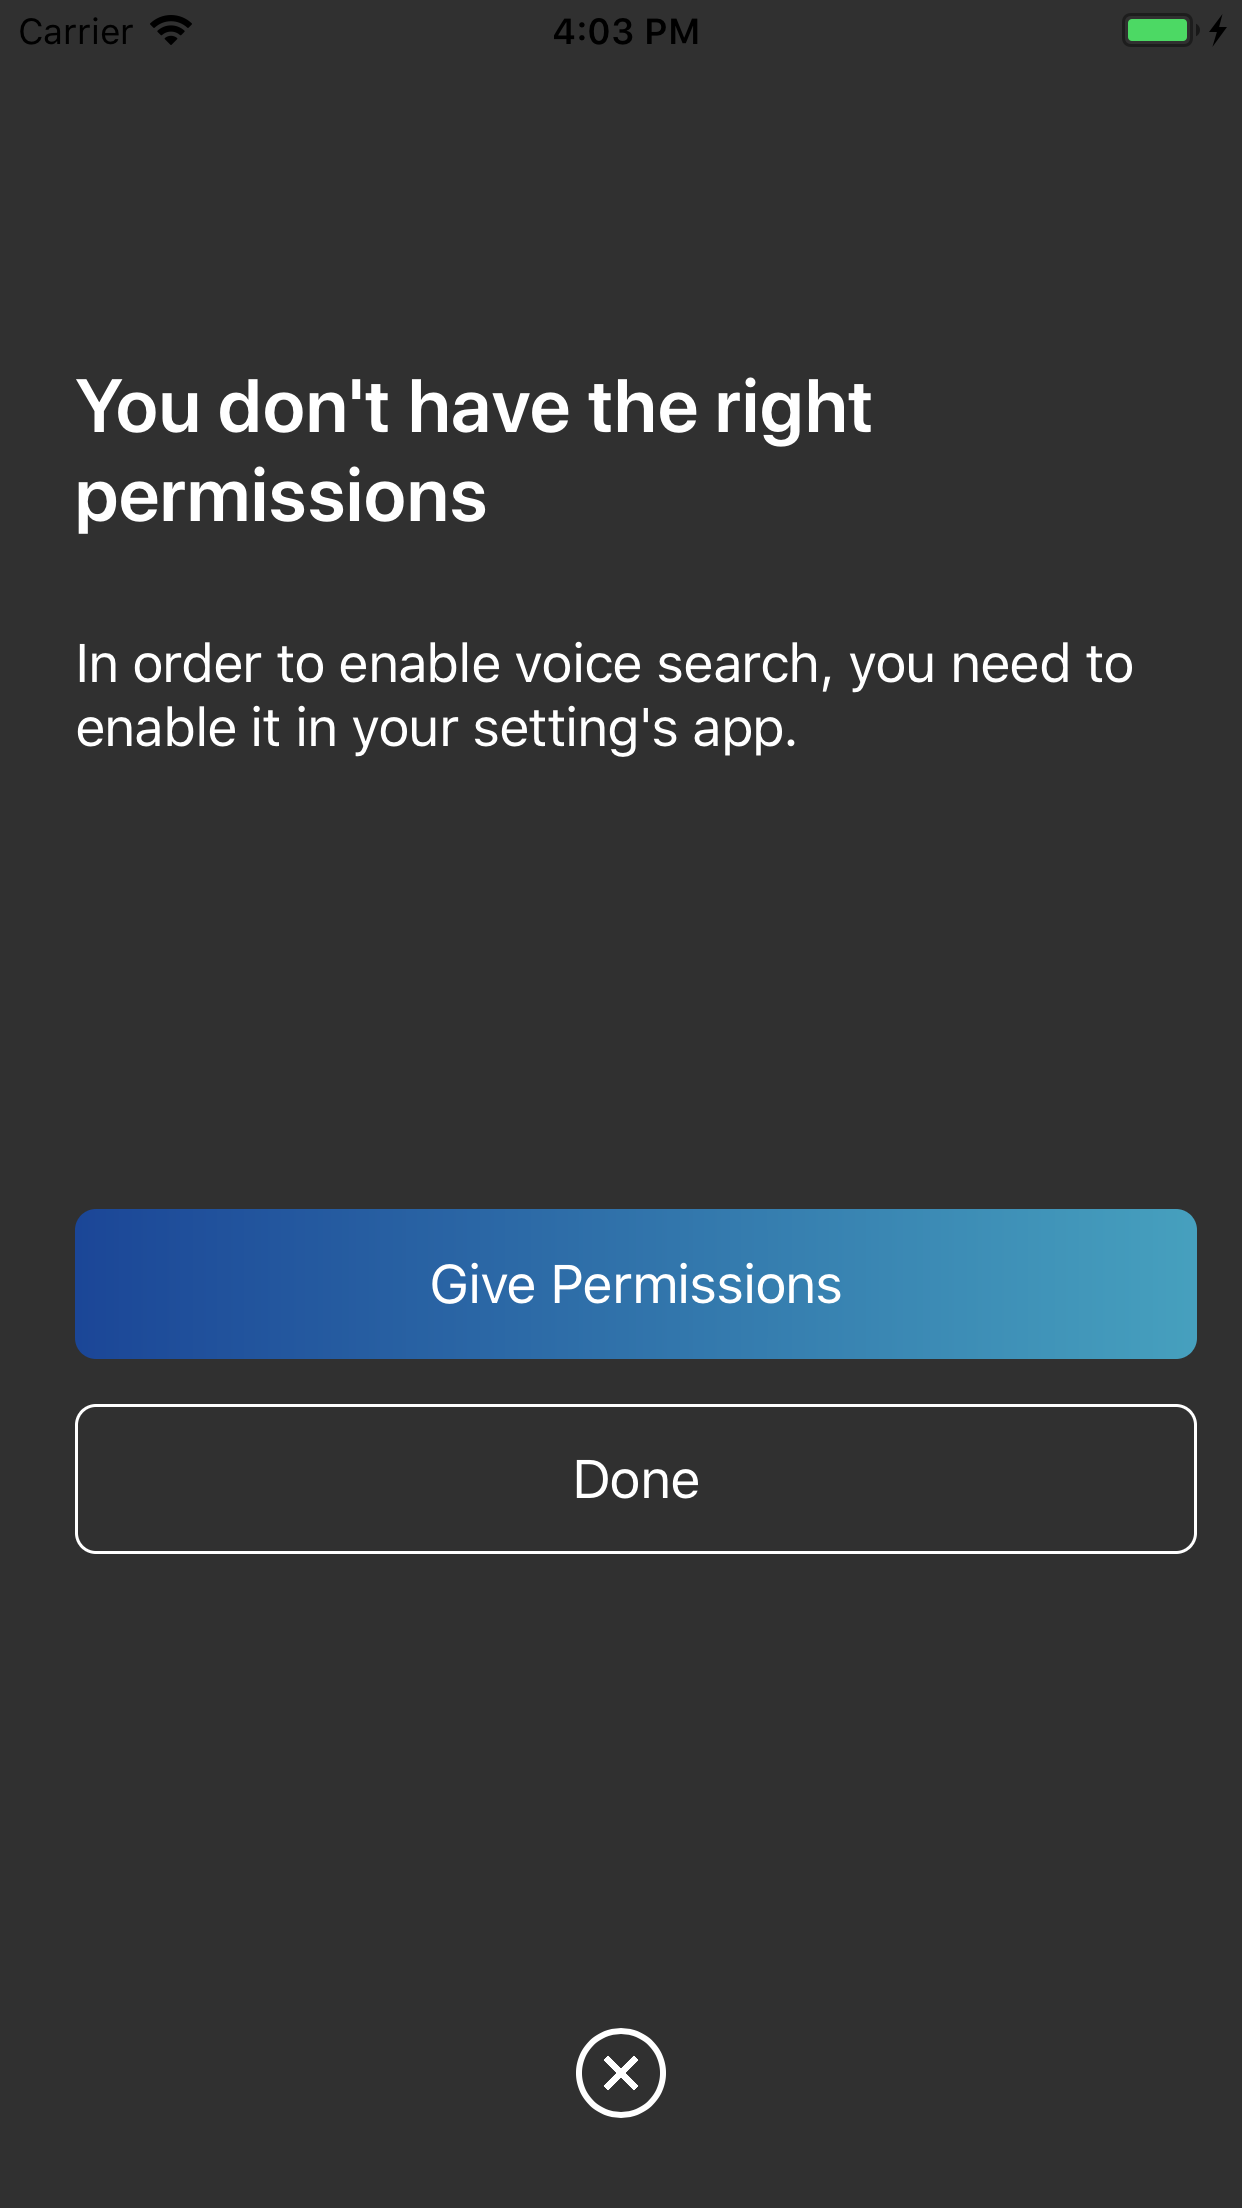 Carrier 4:03 PM
You don't have the right
permissions
In order to enable voice search, you need to
enable it in your setting's app.
Give Permissions
Done